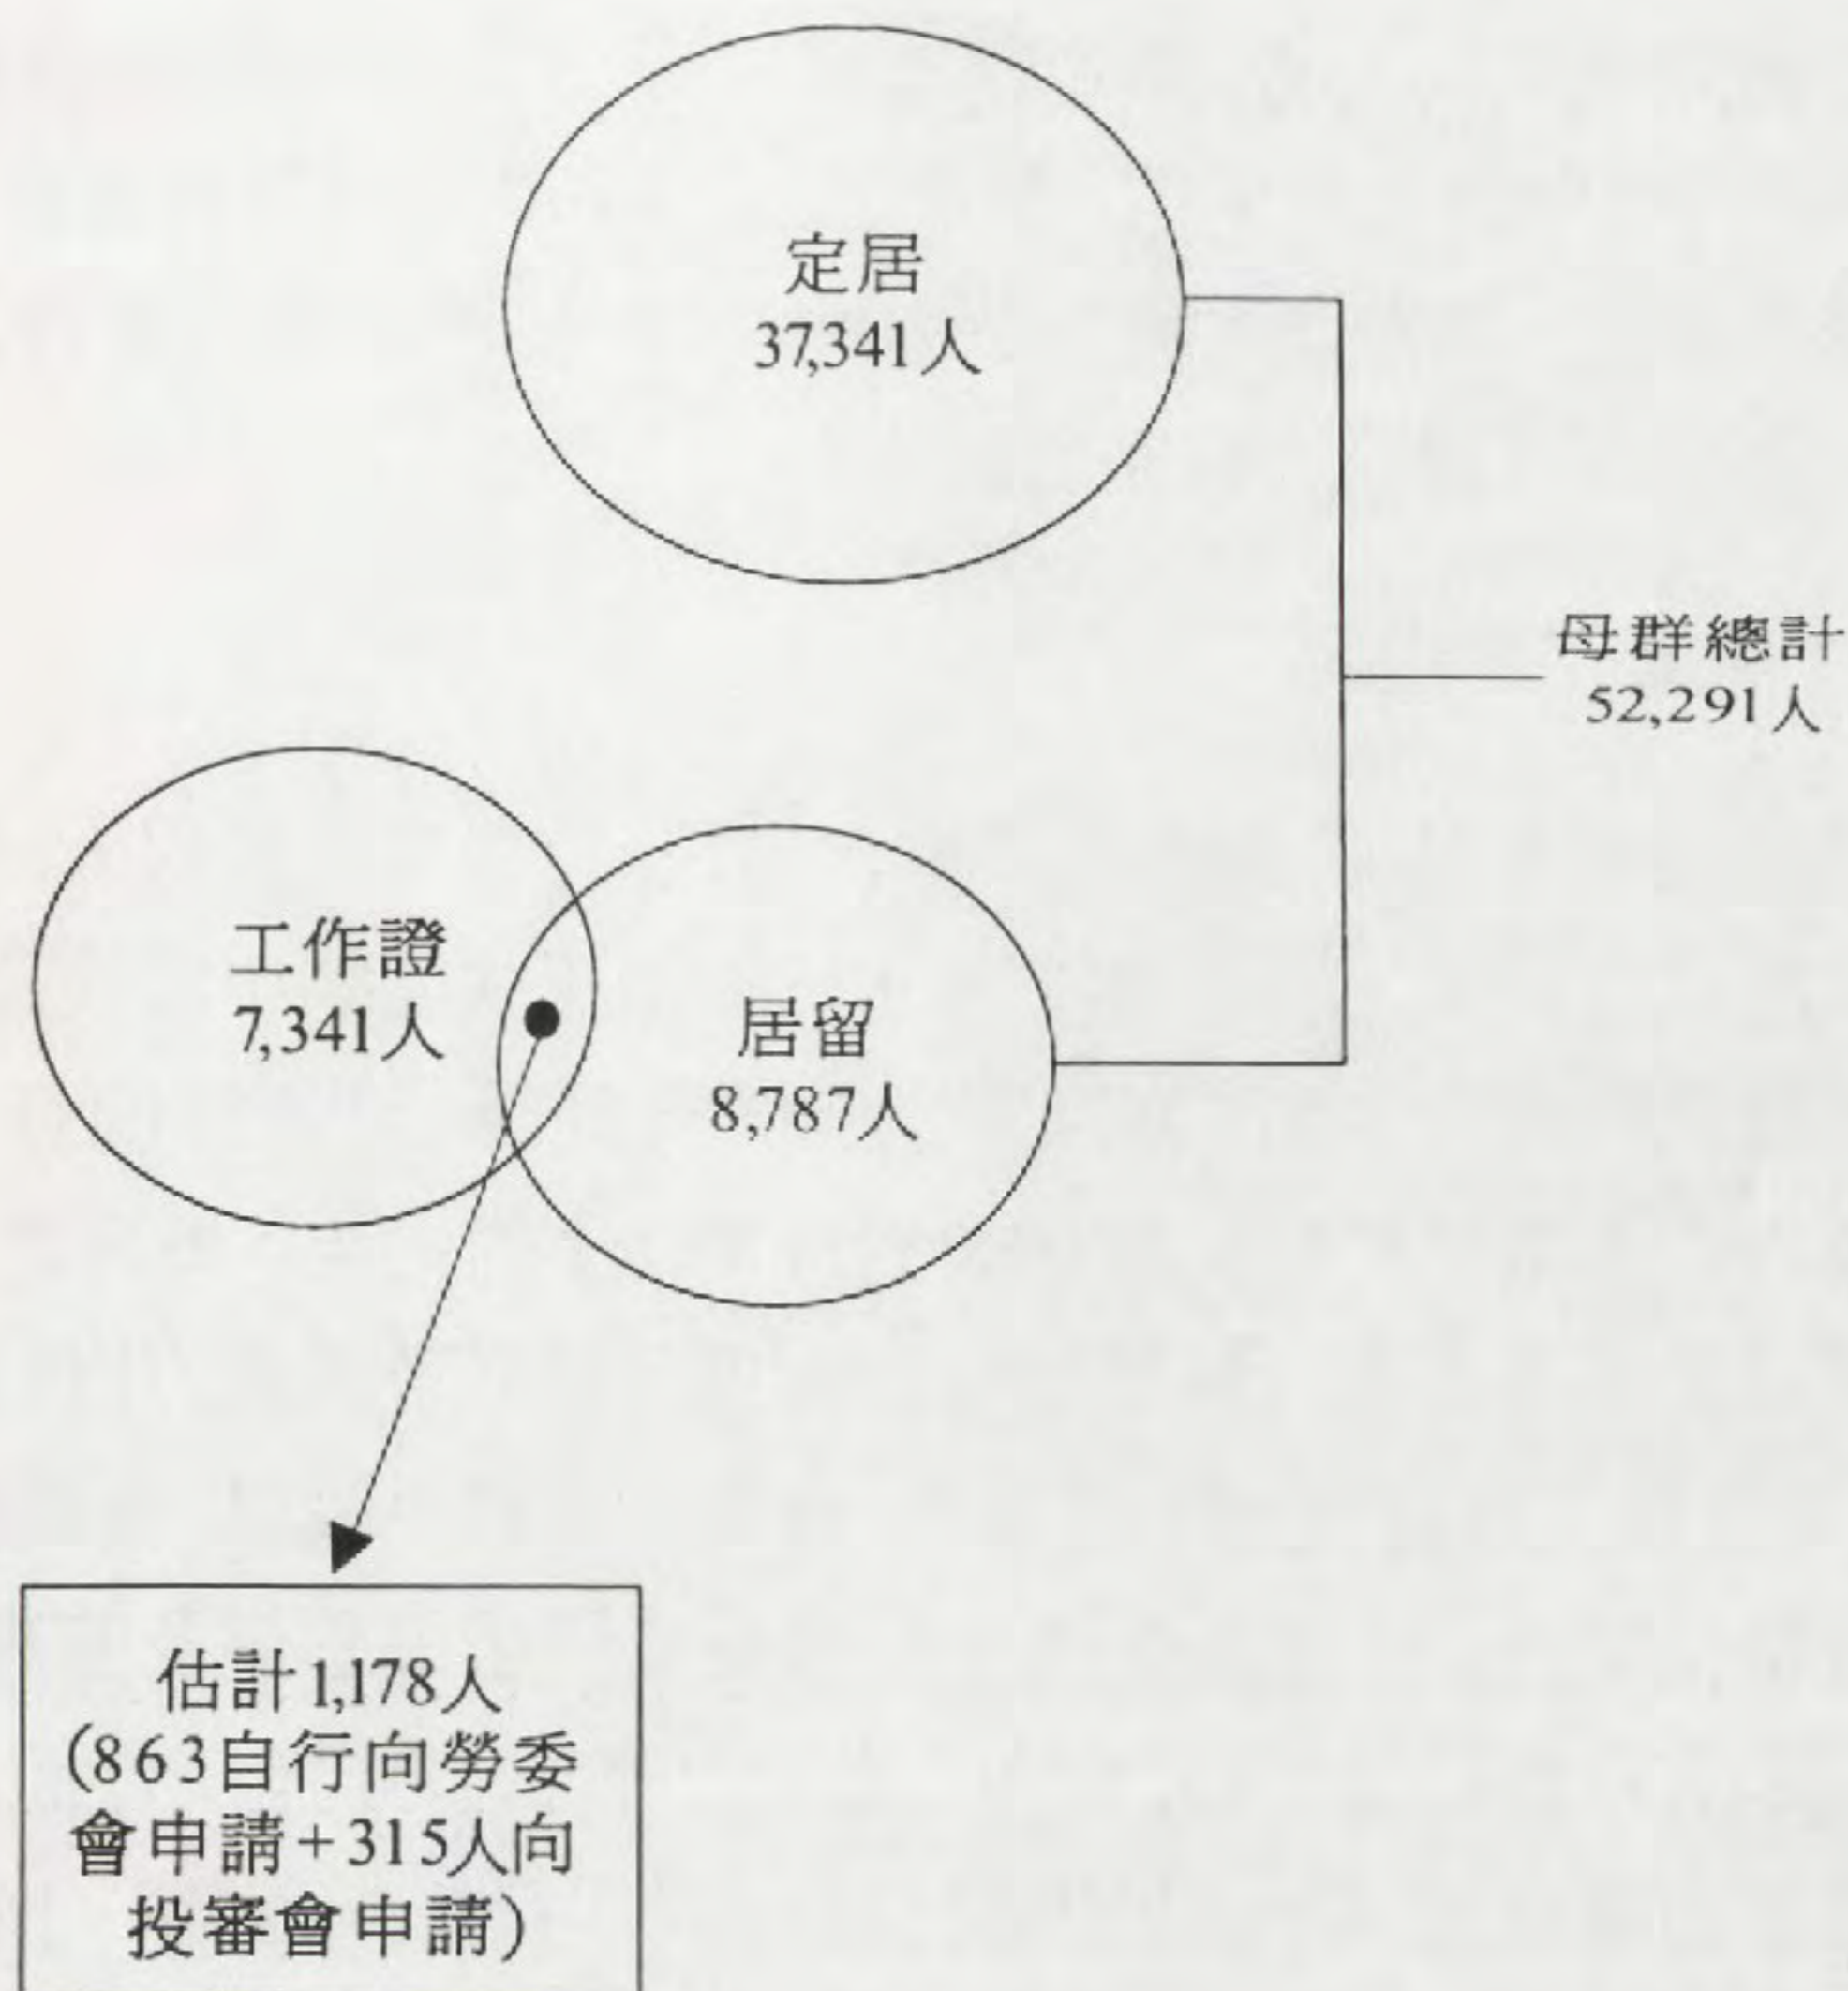 定居
37,341人
母群總計
52,291人
工作證
7,341人
居留
8,787人
估計1,178人
(863自行向勞委
會申請+315人向
投審會申請)